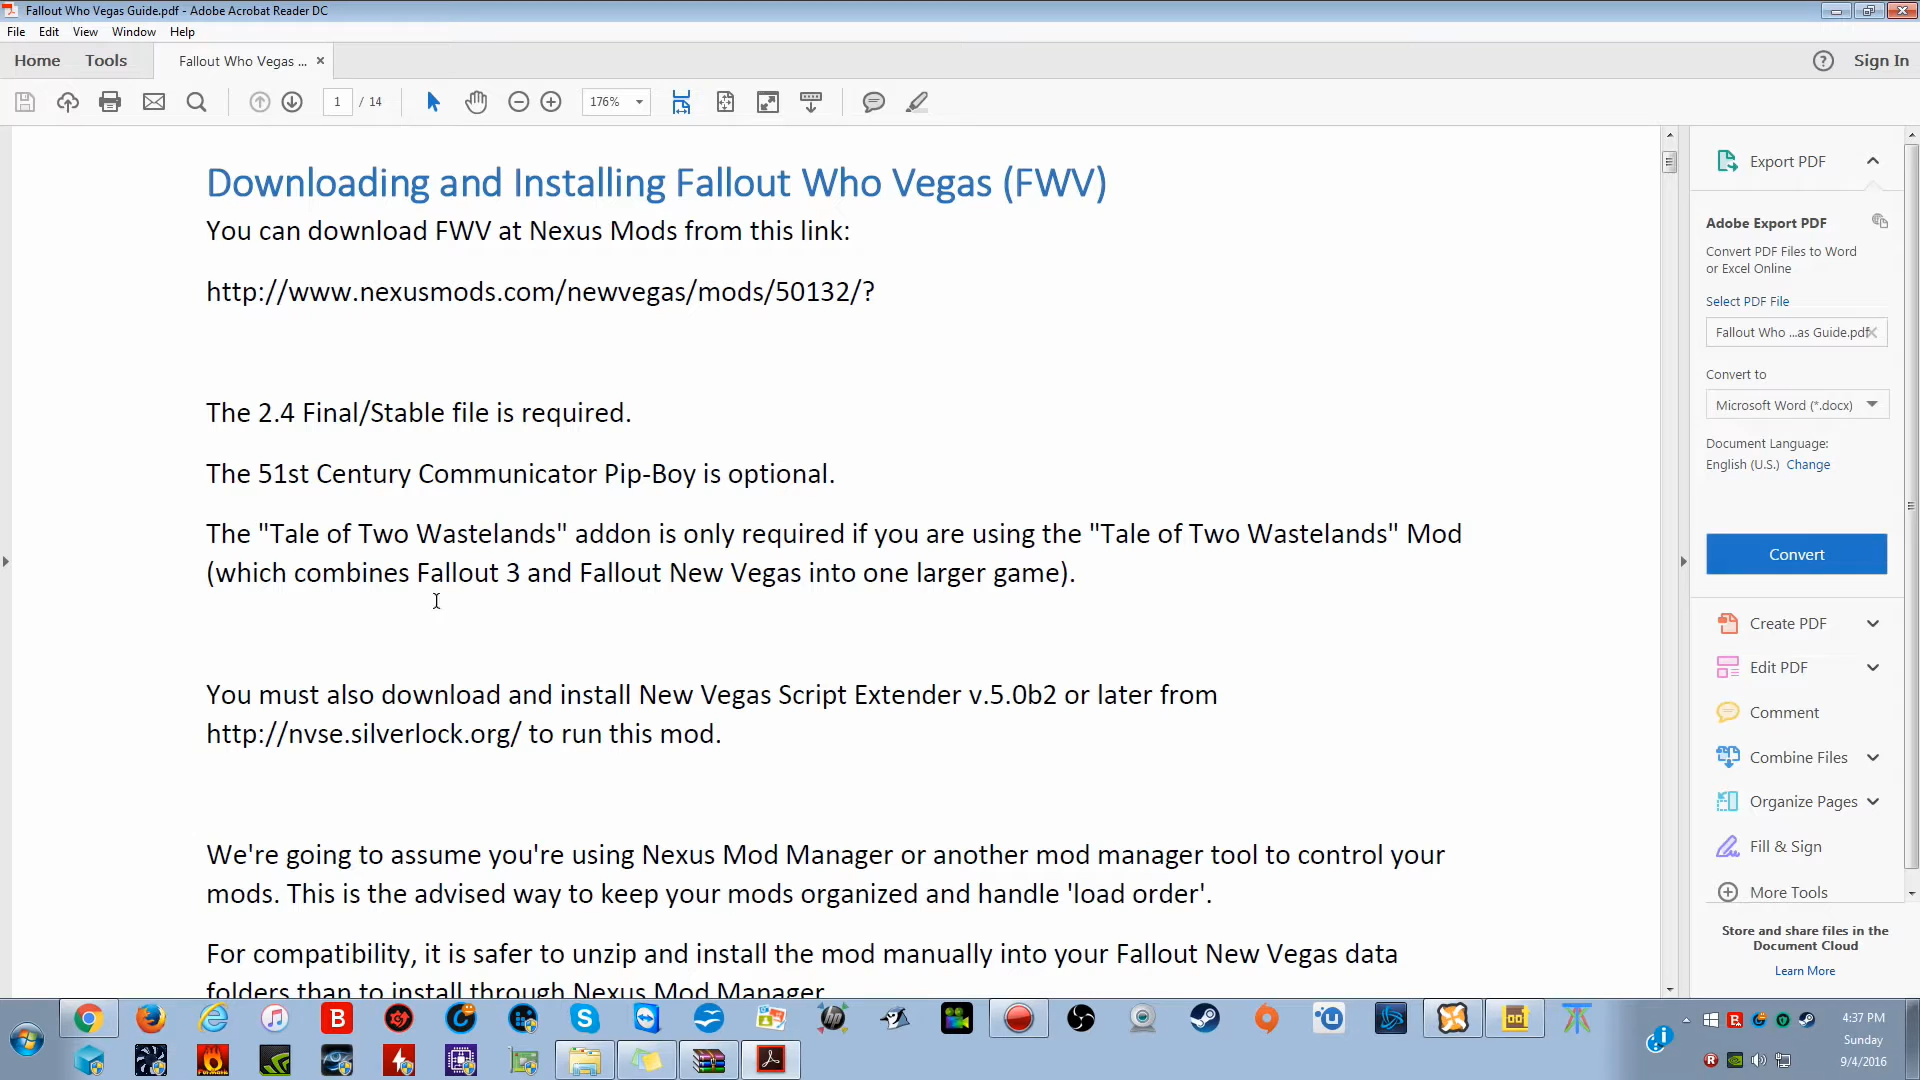 Fallout Who Vegas Guide.pdf - Adobe Acrobat Reader DC
File Edit View Window Help
Home Tools Fallout Who Vegas ... × Sign In
1 / 14 176%
Downloading and Installing Fallout Who Vegas (FWV)
You can download FWV at Nexus Mods from this link:
http://www.nexusmods.com/newvegas/mods/50132/?
The 2.4 Final/Stable file is required.
The 51st Century Communicator Pip-Boy is optional.
The "Tale of Two Wastelands" addon is only required if you are using the "Tale of Two Wastelands" Mod
(which combines Fallout 3 and Fallout New Vegas into one larger game).
You must also download and install New Vegas Script Extender v.5.0b2 or later from
http://nvse.silverlock.org/ to run this mod.
We're going to assume you're using Nexus Mod Manager or another mod manager tool to control your
mods. This is the advised way to keep your mods organized and handle 'load order'.
For compatibility, it is safer to unzip and install the mod manually into your Fallout New Vegas data
folders than to install through Nexus Mod Manager.
Export PDF
Adobe Export PDF
Convert PDF Files to Word
or Excel Online
Select PDF File
Fallout Who ...as Guide.pdf
Convert to
Microsoft Word (*.docx)
Document Language:
English (U.S.) Change
Convert
Create PDF
Edit PDF
Comment
Combine Files
Organize Pages
Fill & Sign
More Tools
Store and share files in the
Document Cloud
Learn More
4:37 PM
Sunday
9/4/2016